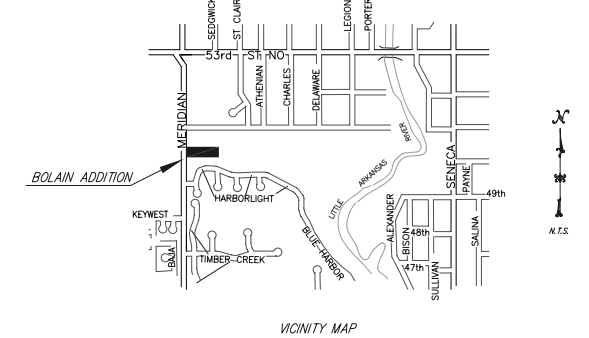 SEDGWICK
ST CLAIR
LEGION
PORTER
53rd ST NO
ATHENIAN
CHARLES
DELAWARE
MERIDIAN
RIVER
ARKANSAS
LITTLE
SENECA
PAYNE
49th
BOLAIN ADDITION
HARBORLIGHT
KEYWEST
BLUE HARBOR
ALEXANDER
BISON
48th
SALINA
BAJA
TIMBER CREEK
47th
SULLIVAN
N
N.T.S.
VICINITY MAP